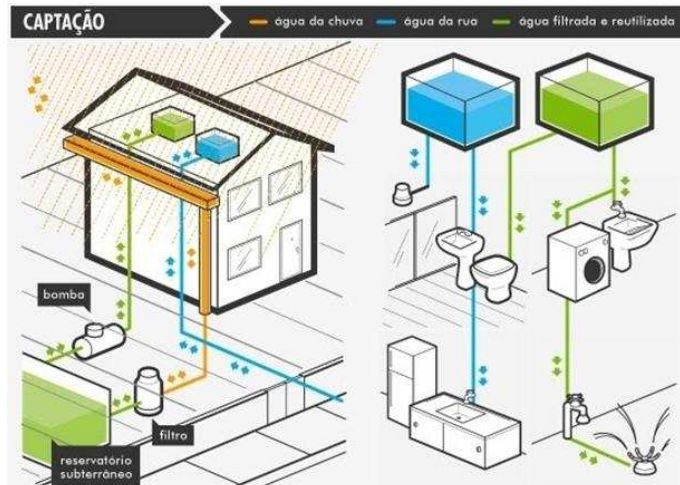 CAPTAÇÃO
água da chuva
água da rua
água filtrada e reutilizada
bomba
filtro
reservatório
subterrâneo